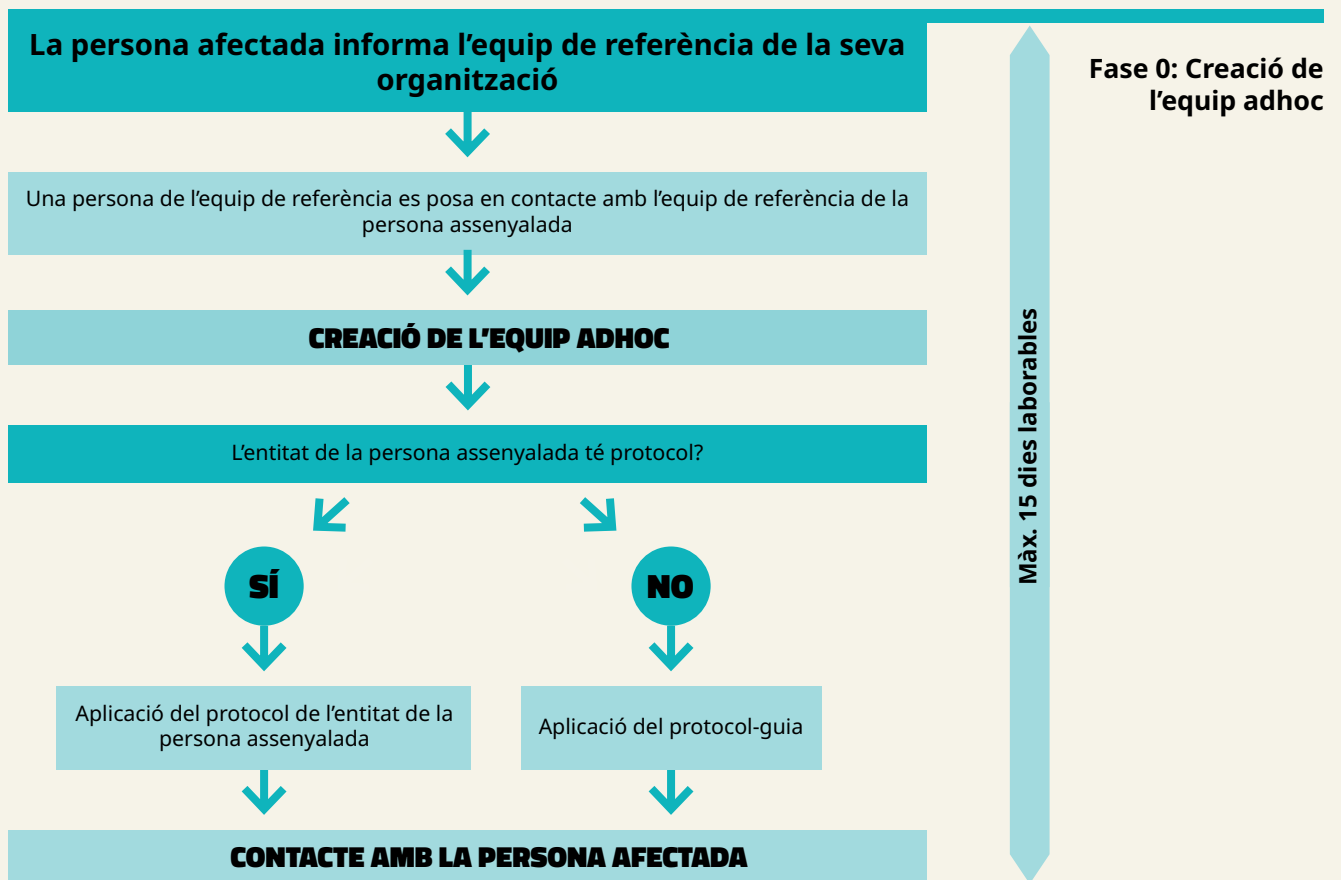 La persona afectada informa l’equip de referència de la seva
organització
Fase 0: Creació de
l’equip adhoc
Una persona de l’equip de referència es posa en contacte amb l’equip de referència de la
persona assenyalada
CREACIÓ DE L’EQUIP ADHOC
L’entitat de la persona assenyalada té protocol?
Màx. 15 dies laborables
SÍ
NO
Aplicació del protocol de l’entitat de la
persona assenyalada
Aplicació del protocol-guia
CONTACTE AMB LA PERSONA AFECTADA